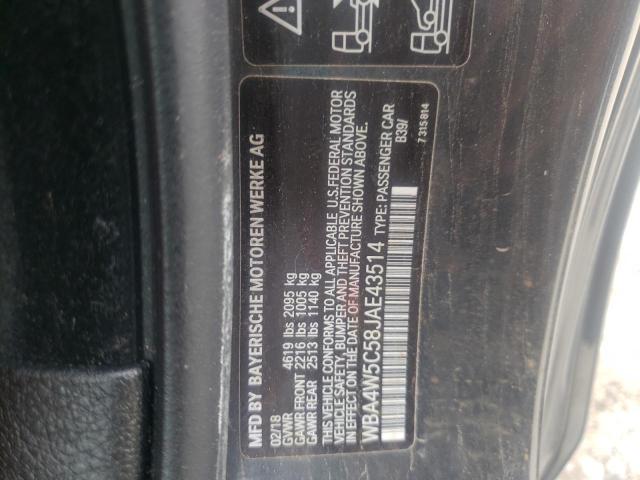 MFD BY BAYERISCHE MOTOREN WERKE AG
02/18
GVWR 4619 lbs 2095 kg
GAWR FRONT 2216 lbs 1005 kg
GAWR REAR 2513 lbs 1140 kg
THIS VEHICLE CONFORMS TO ALL APPLICABLE U.S. FEDERAL MOTOR
VEHICLE SAFETY, BUMPER AND THEFT PREVENTION STANDARDS
IN EFFECT ON THE DATE OF MANUFACTURE SHOWN ABOVE.
WBA4W5C58JAE43514 TYPE: PASSENGER CAR
B39/
7 315 814